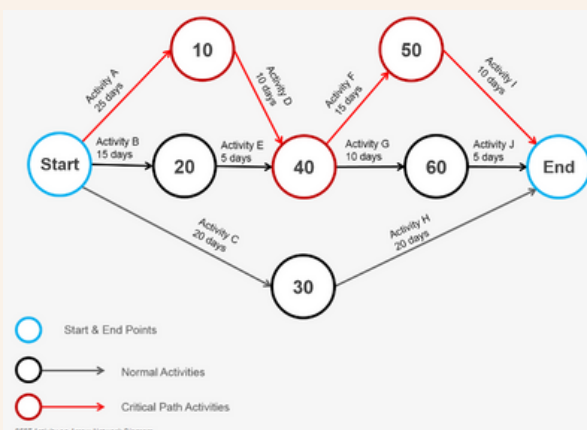 10
50
Activity A
25 days
Activity D
10 days
Activity F
15 days
Activity I
10 days
Start
Activity B
15 days
20
Activity E
5 days
40
Activity G
10 days
60
Activity J
5 days
End
Activity C
20 days
Activity H
20 days
30
Start & End Points
Normal Activities
Critical Path Activities